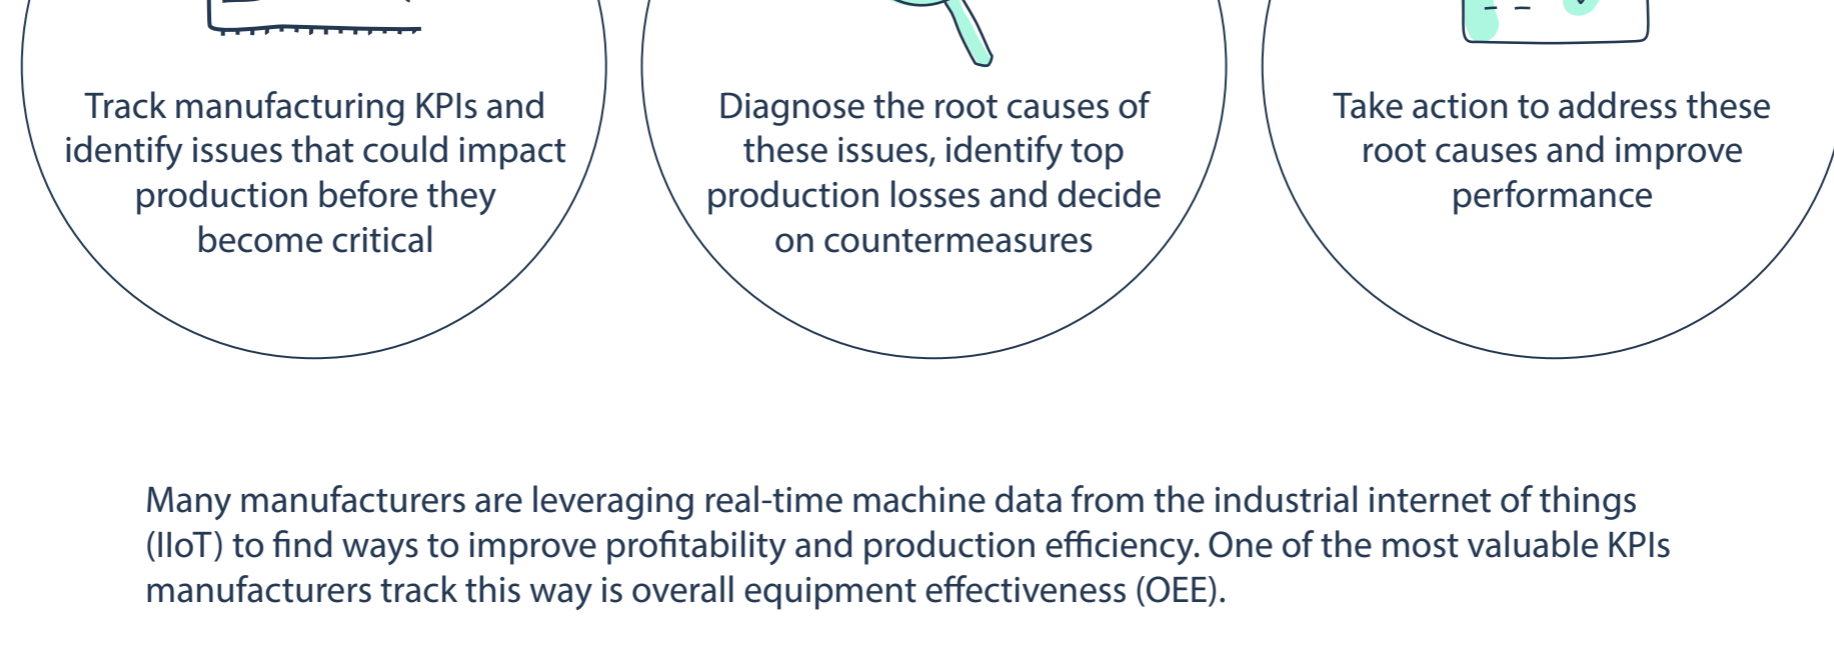 Track manufacturing KPIs and
identify issues that could impact
production before they
become critical
Diagnose the root causes of
these issues, identify top
production losses and decide
on countermeasures
Take action to address these
root causes and improve
performance
Many manufacturers are leveraging real-time machine data from the industrial internet of things
(IIoT) to find ways to improve profitability and production efficiency. One of the most valuable KPIs
manufacturers track this way is overall equipment effectiveness (OEE).